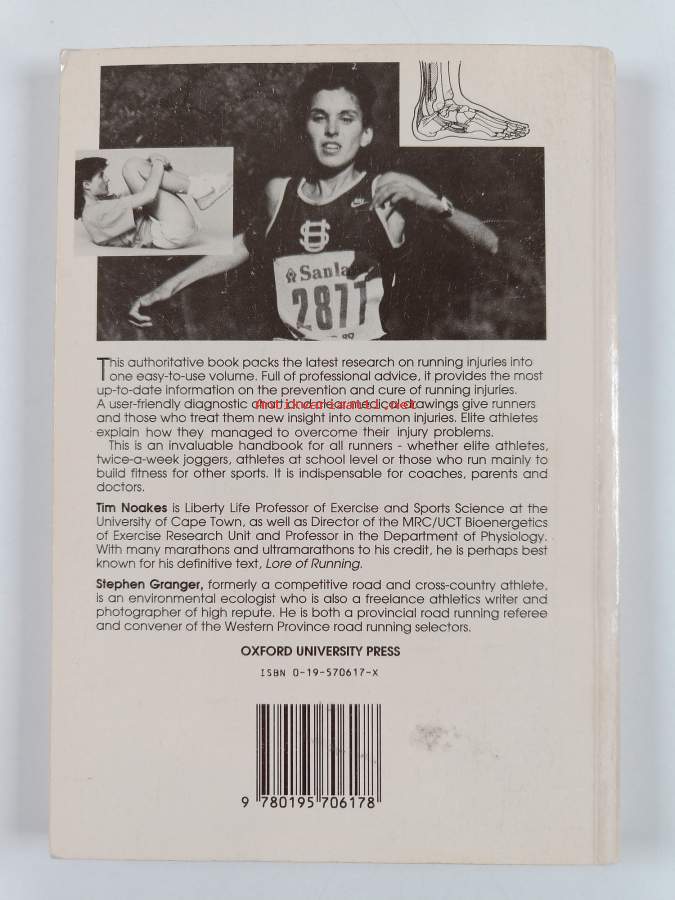 Sanla
2877
This authoritative book packs the latest research on running injuries into
one easy-to-use volume. Full of professional advice, it provides the most
up-to-date information on the prevention and cure of running injuries.
A user-friendly diagnostic chart and clear medical drawings give runners
and those who treat them new insight into common injuries. Elite athletes
explain how they managed to overcome their injury problems.
This is an invaluable handbook for all runners - whether elite athletes,
twice-a-week joggers, athletes at school level or those who run mainly to
build fitness for other sports. It is indispensable for coaches, parents and
doctors.
Tim Noakes is Liberty Life Professor of Exercise and Sports Science at the
University of Cape Town, as well as Director of the MRC/UCT Bioenergetics
of Exercise Research Unit and Professor in the Department of Physiology.
With many marathons and ultramarathons to his credit, he is perhaps best
known for his definitive text, Lore of Running.
Stephen Granger, formerly a competitive road and cross-country athlete,
is an environmental ecologist who is also a freelance athletics writer and
photographer of high repute. He is both a provincial road running referee
and convener of the Western Province road running selectors.
OXFORD UNIVERSITY PRESS
ISBN 0-19-570617-X
9 780195 706178